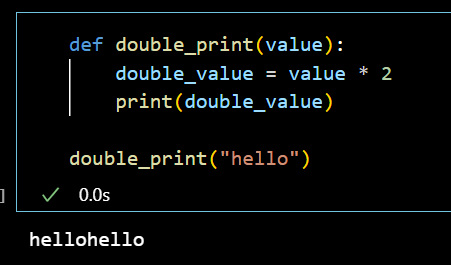 def double_print(value):
    double_value = value * 2
    print(double_value)

double_print("hello")
] ✓ 0.0s
hellohello